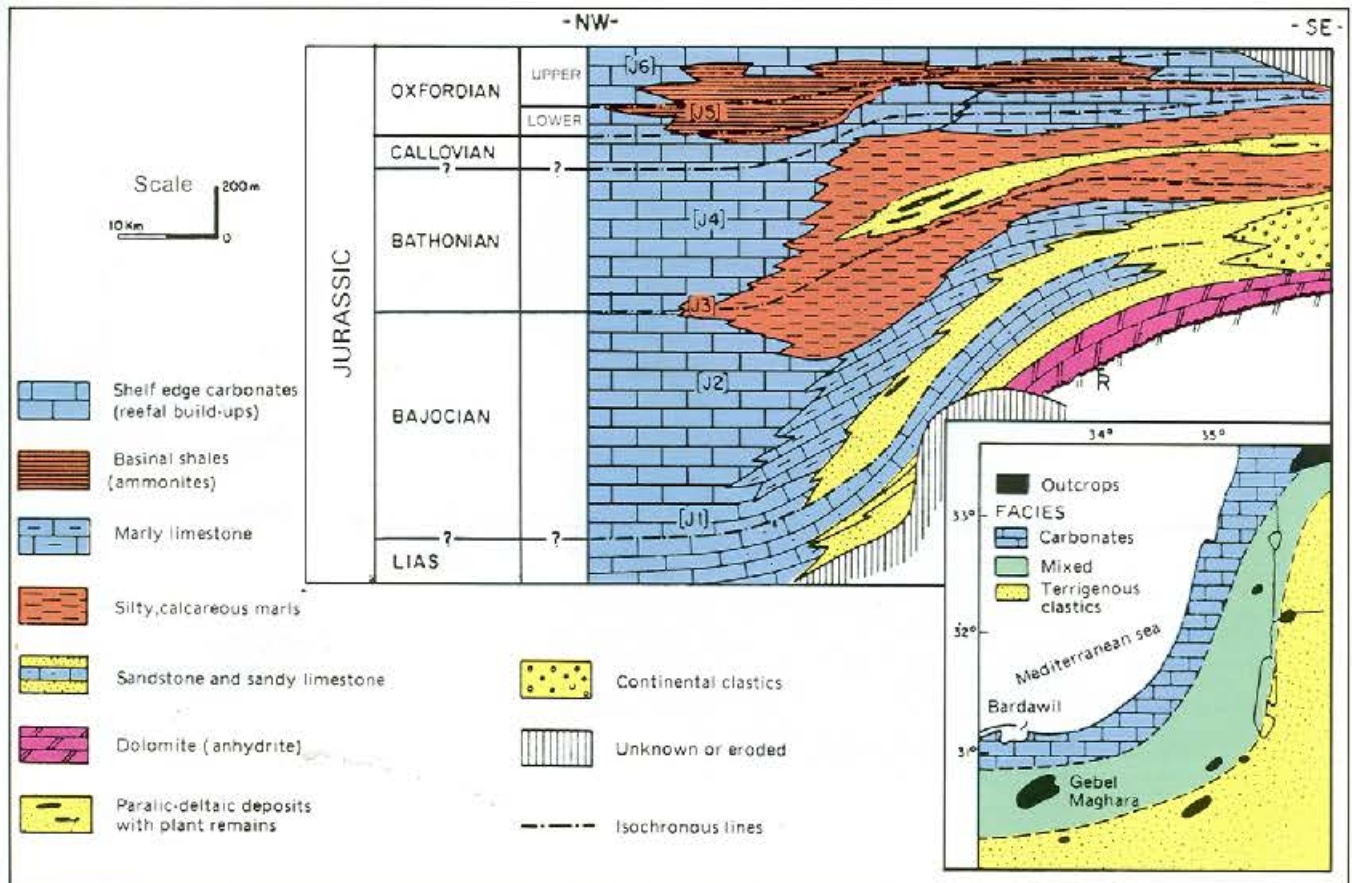 -NW-
-SE-
JURASSIC
OXFORDIAN
UPPER
LOWER
CALLOVIAN
?
?
BATHONIAN
BAJOCIAN
?
?
LIAS
[J6]
[J5]
[J4]
[J3]
[J2]
[J1]
R
Scale
200 m
0
10 Km
Shelf edge carbonates
(reefal build-ups)
Basinal shales
(ammonites)
Marly limestone
Silty, calcareous marls
Sandstone and sandy limestone
Dolomite (anhydrite)
Paralic-deltaic deposits
with plant remains
Continental clastics
Unknown or eroded
Isochronous lines
34°
35°
33°
32°
31°
Outcrops
FACIES
Carbonates
Mixed
Terrigenous
clastics
Mediterranean sea
Bardawil
Gebel
Maghara